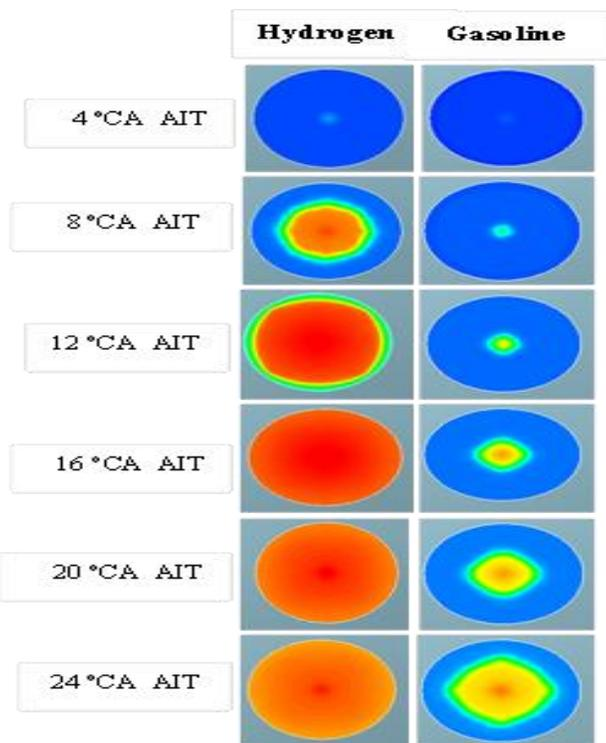 Hydrogen Gasoline
4 °CA AIT
8 °CA AIT
12 °CA AIT
16 °CA AIT
20 °CA AIT
24 °CA AIT